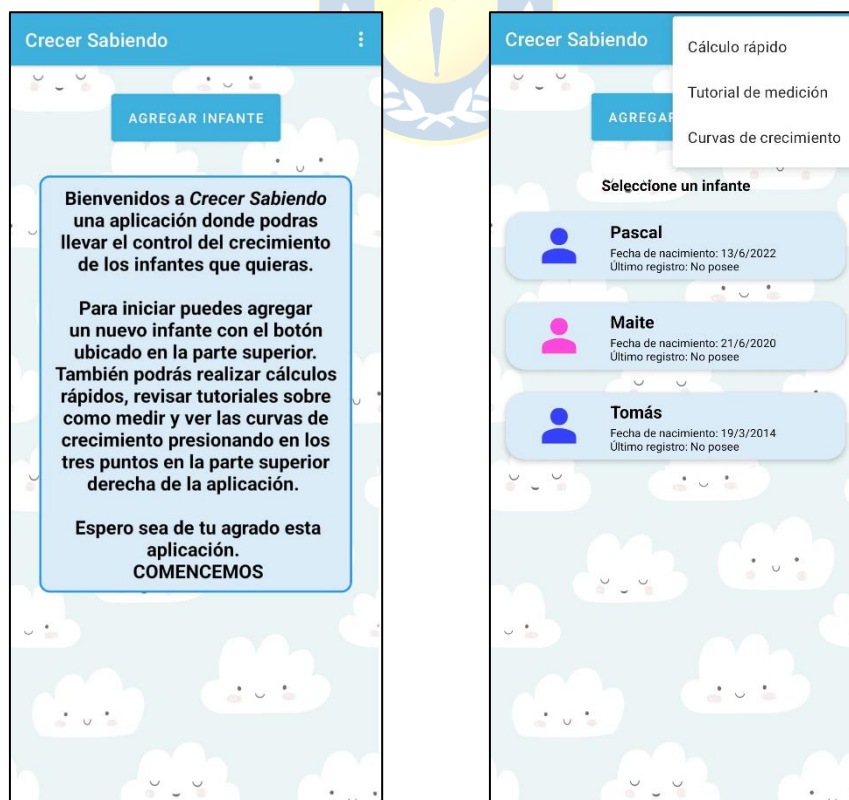 Crecer Sabiendo
AGREGAR INFANTE
Bienvenidos a Crecer Sabiendo
una aplicación donde podras
llevar el control del crecimiento
de los infantes que quieras.
Para iniciar puedes agregar
un nuevo infante con el botón
ubicado en la parte superior.
También podrás realizar cálculos
rápidos, revisar tutoriales sobre
como medir y ver las curvas de
crecimiento presionando en los
tres puntos en la parte superior
derecha de la aplicación.
Espero sea de tu agrado esta
aplicación.
COMENCEMOS
Crecer Sabiendo
Cálculo rápido
Tutorial de medición
Curvas de crecimiento
AGREGAR
Seleccione un infante
Pascal
Fecha de nacimiento: 13/6/2022
Último registro: No posee
Maite
Fecha de nacimiento: 21/6/2020
Último registro: No posee
Tomás
Fecha de nacimiento: 19/3/2014
Último registro: No posee